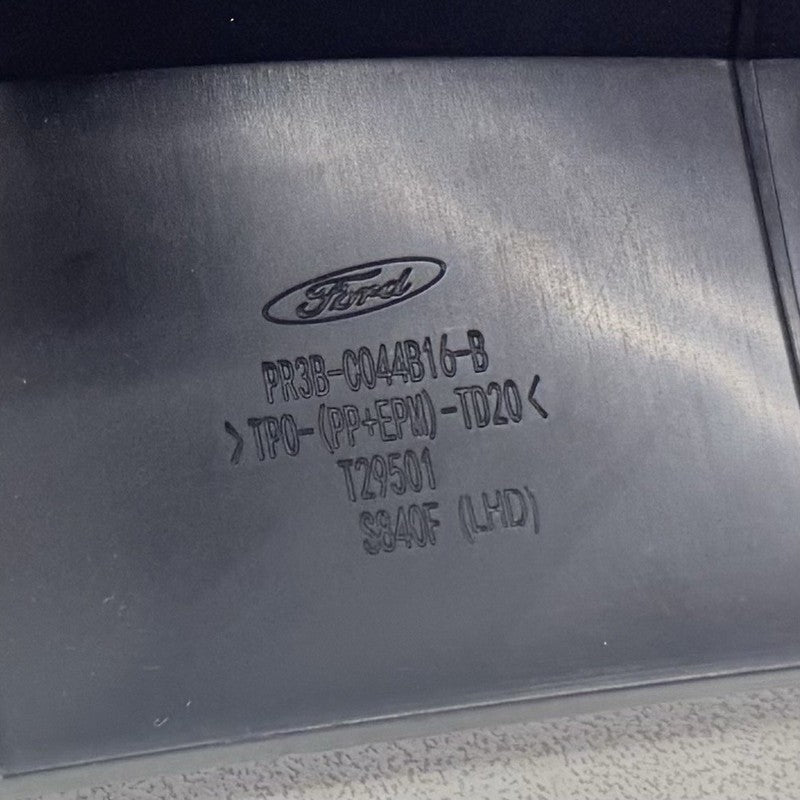 Ford
PR3B-C044B16-B
>TPO-(PP+EPM)-TD20<
T29501
S840F (LHD)